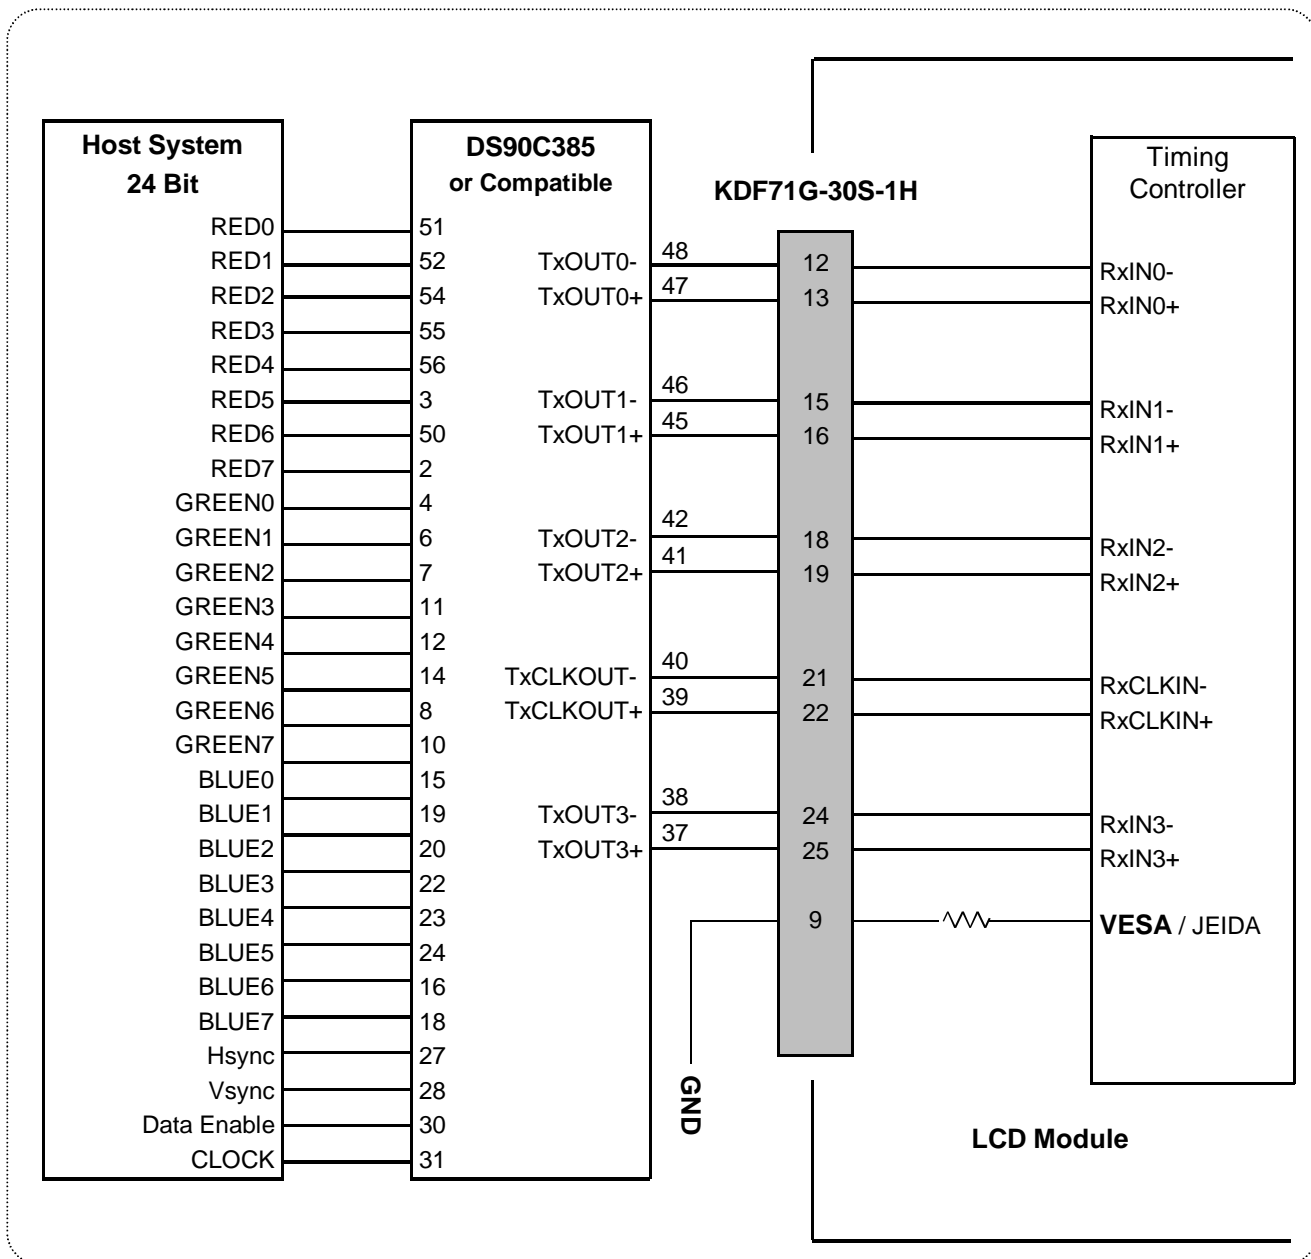 Host System
24 Bit
RED0
RED1
RED2
RED3
RED4
RED5
RED6
RED7
GREEN0
GREEN1
GREEN2
GREEN3
GREEN4
GREEN5
GREEN6
GREEN7
BLUE0
BLUE1
BLUE2
BLUE3
BLUE4
BLUE5
BLUE6
BLUE7
Hsync
Vsync
Data Enable
CLOCK
DS90C385
or Compatible
51
52
54
55
56
3
50
2
4
6
7
11
12
14
8
10
15
19
20
22
23
24
16
18
27
28
30
31
TxOUT0-
TxOUT0+
TxOUT1-
TxOUT1+
TxOUT2-
TxOUT2+
TxCLKOUT-
TxCLKOUT+
TxOUT3-
TxOUT3+
48
47
46
45
42
41
40
39
38
37
GND
KDF71G-30S-1H
12
13
15
16
18
19
21
22
24
25
9
Timing
Controller
RxIN0-
RxIN0+
RxIN1-
RxIN1+
RxIN2-
RxIN2+
RxCLKIN-
RxCLKIN+
RxIN3-
RxIN3+
VESA / JEIDA
LCD Module